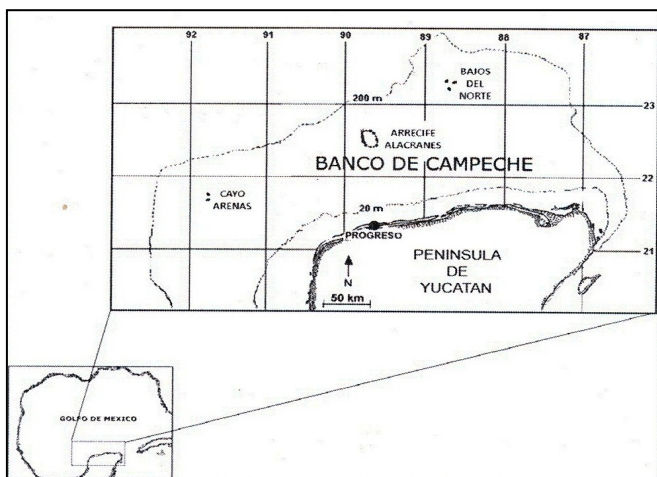 92 91 90 89 88 87
BAJOS
DEL
NORTE
200 m
23
ARRECIFE
ALACRANES
BANCO DE CAMPECHE
22
CAYO
ARENAS
20 m
PROGRESO
21
PENINSULA
DE
YUCATAN
N
50 km
GOLFO DE MEXICO